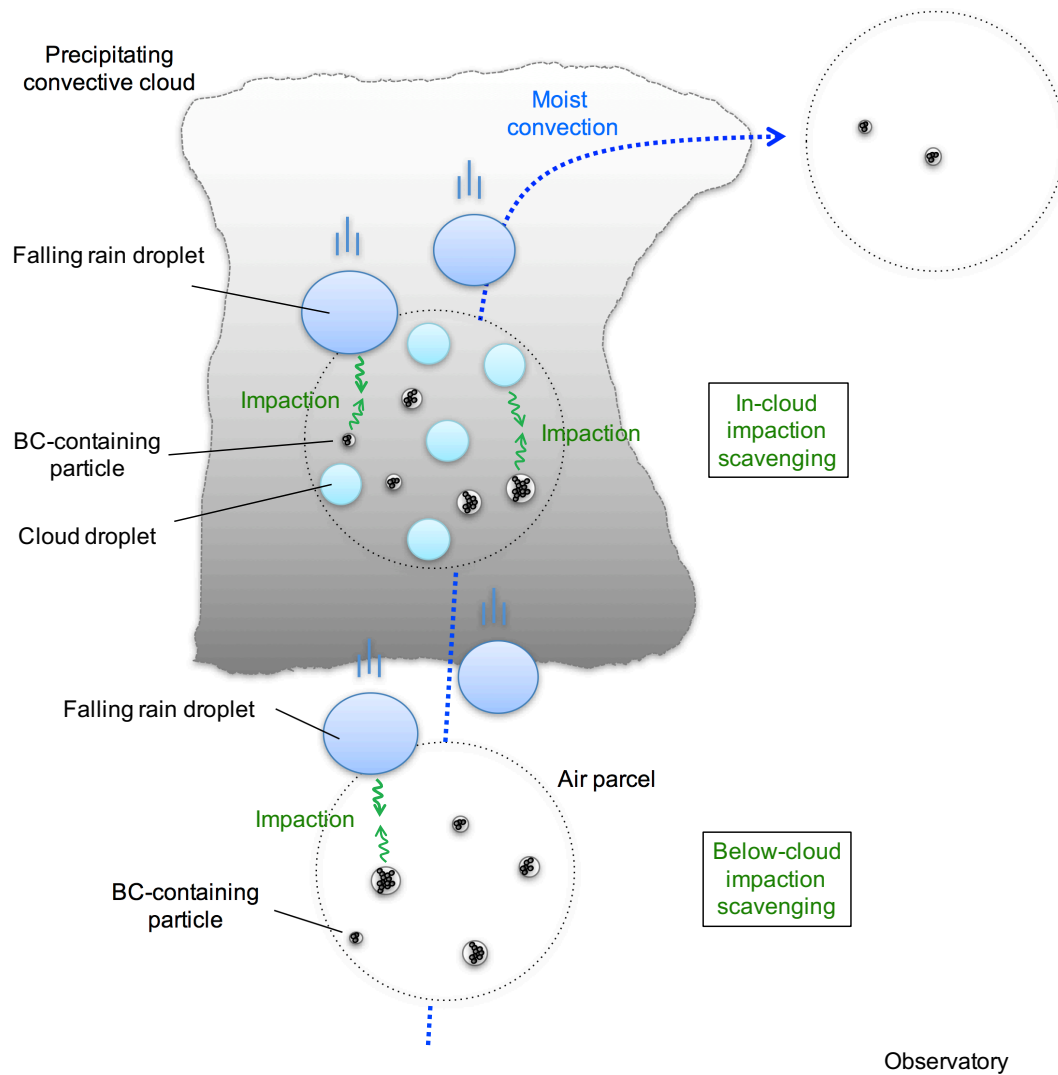 Precipitating
convective cloud
Moist
convection
Falling rain droplet
Impaction
Impaction
BC-containing
particle
Cloud droplet
In-cloud
impaction
scavenging
Falling rain droplet
Air parcel
Impaction
BC-containing
particle
Below-cloud
impaction
scavenging
Observatory